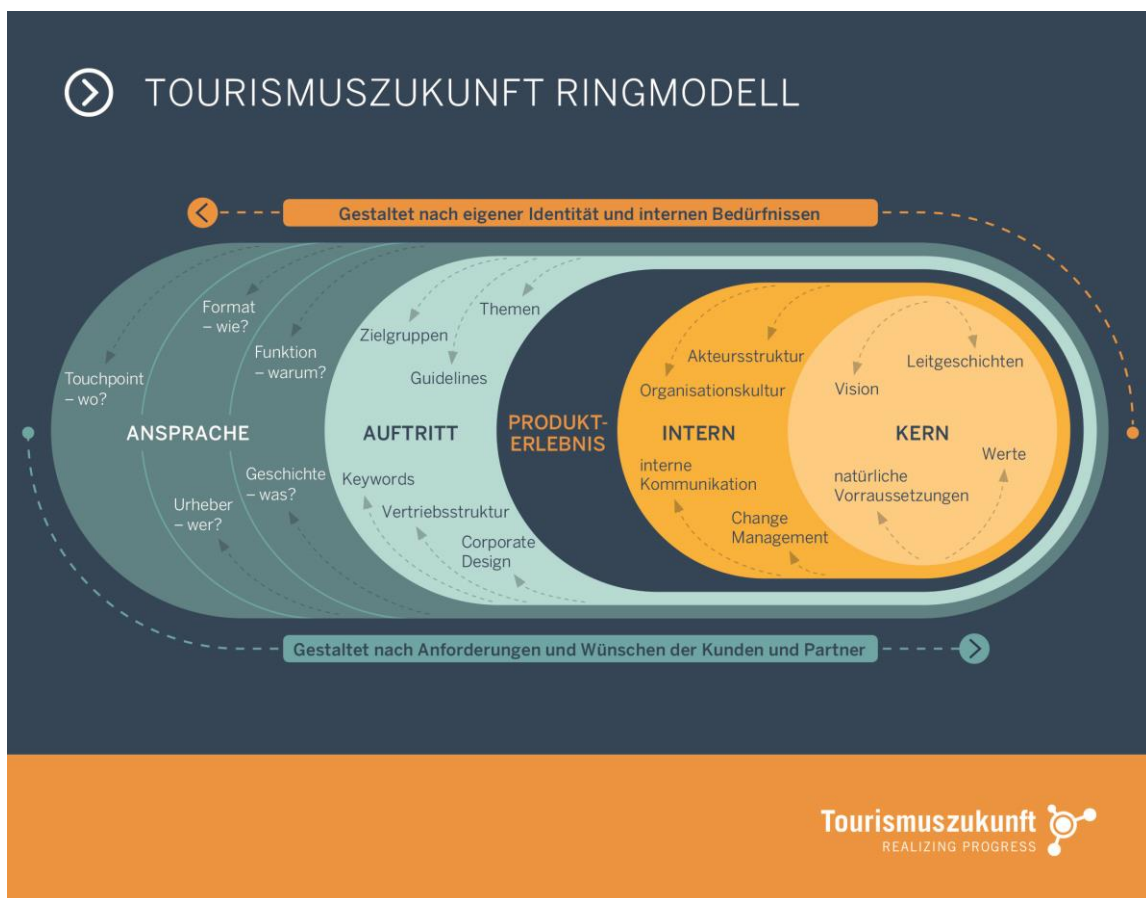 TOURISMUSZUKUNFT RINGMODELL
Gestaltet nach eigener Identität und internen Bedürfnissen
Touchpoint
– wo?
Format
– wie?
Funktion
– warum?
ANSPRACHE
Geschichte
– was?
Urheber
– wer?
Themen
Zielgruppen
Guidelines
AUFTRITT
Keywords
Vertriebsstruktur
Corporate
Design
PRODUKT-
ERLEBNIS
Akteursstruktur
Organisationskultur
INTERN
interne
Kommunikation
Change
Management
Leitgeschichten
Vision
KERN
Werte
natürliche
Vorraussetzungen
Gestaltet nach Anforderungen und Wünschen der Kunden und Partner
Tourismuszukunft
REALIZING PROGRESS